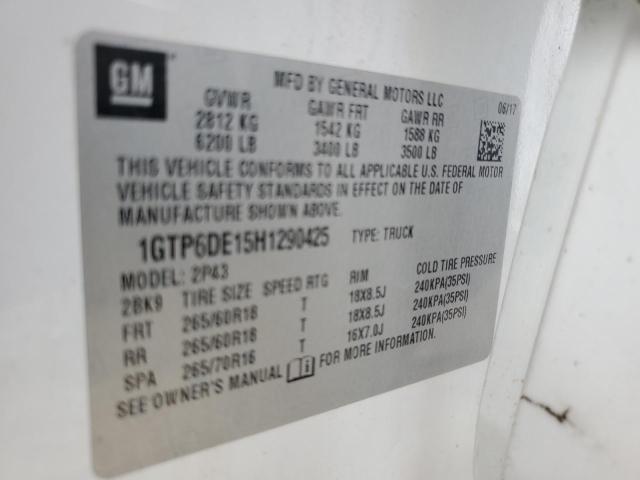 GM
MFD BY GENERAL MOTORS LLC
06/17
GVWR GAWR FRT GAWR RR
2812 KG 1542 KG 1588 KG
6200 LB 3400 LB 3500 LB
THIS VEHICLE CONFORMS TO ALL APPLICABLE U.S. FEDERAL MOTOR
VEHICLE SAFETY STANDARDS IN EFFECT ON THE DATE OF
MANUFACTURE SHOWN ABOVE.
1GTP6DE15H1290425 TYPE: TRUCK
MODEL: 2P43
2BK9 TIRE SIZE SPEED RTG RIM COLD TIRE PRESSURE
FRT 265/60R18 T 18X8.5J 240KPA(35PSI)
RR 265/60R18 T 18X8.5J 240KPA(35PSI)
SPA 265/70R16 T 16X7.0J 240KPA(35PSI)
SEE OWNER'S MANUAL FOR MORE INFORMATION.